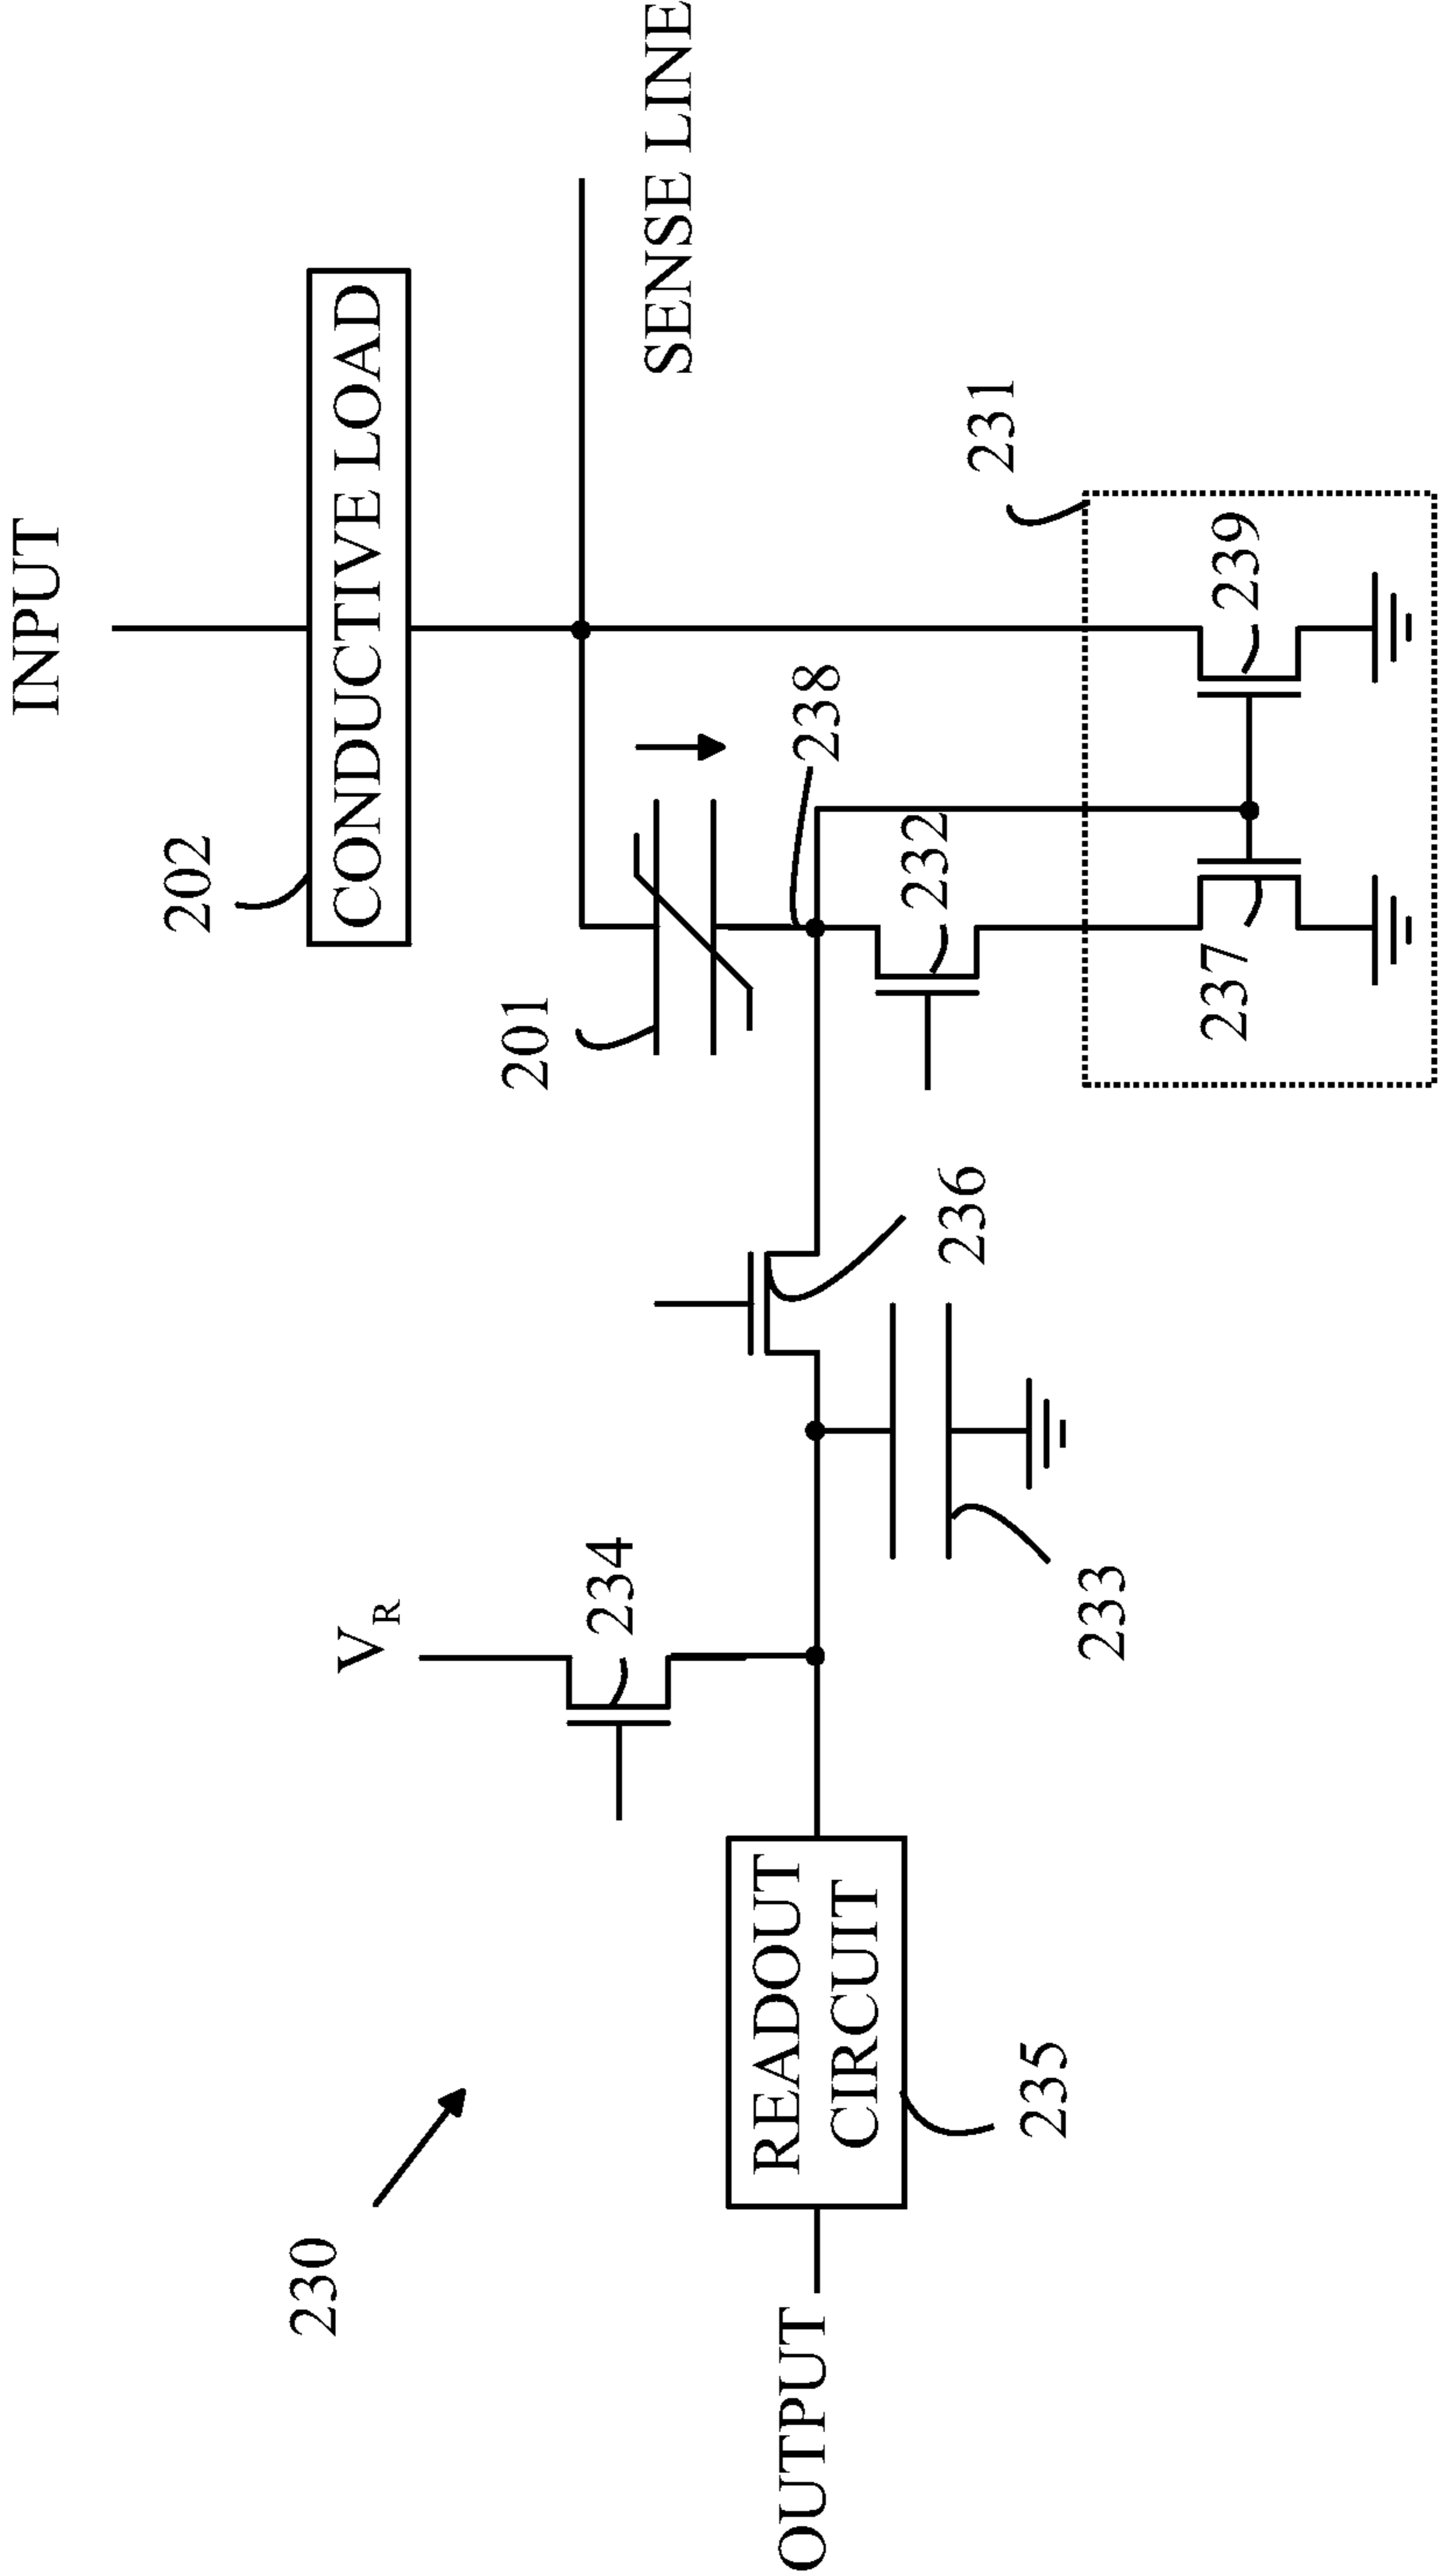 INPUT
202
CONDUCTIVE LOAD
SENSE LINE
201
238
232
231
239
237
236
233
V_R
234
READOUT
CIRCUIT
235
230
OUTPUT